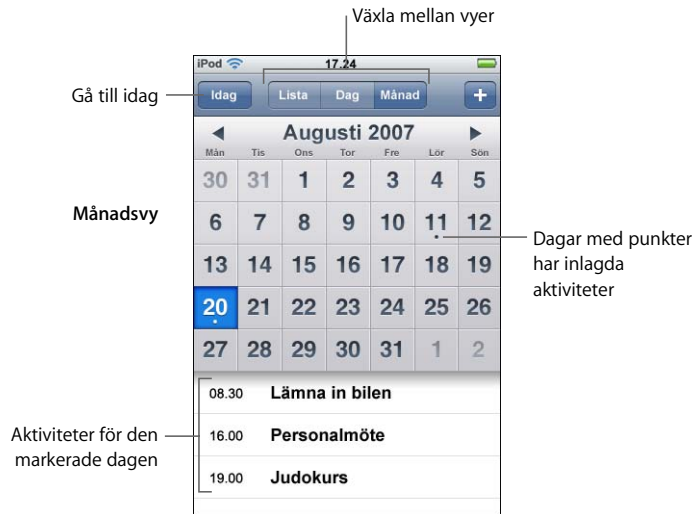 Växla mellan vyer
iPod 17.24
Gå till idag
Idag Lista Dag Månad +
Augusti 2007
Mån Tis Ons Tor Fre Lör Sön
30 31 1 2 3 4 5
Månadsvy
6 7 8 9 10 11 12
Dagar med punkter
har inlagda
aktiviteter
13 14 15 16 17 18 19
20 21 22 23 24 25 26
27 28 29 30 31 1 2
08.30 Lämna in bilen
Aktiviteter för den
markerade dagen
16.00 Personalmöte
19.00 Judokurs